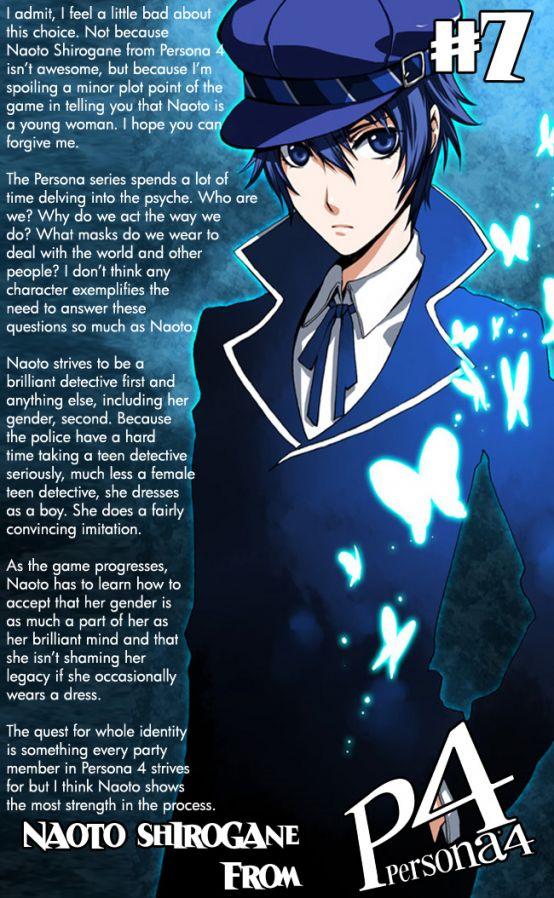 #7
I admit, I feel a little bad about
this choice. Not because
Naoto Shirogane from Persona 4
isn't awesome, but because I'm
spoiling a minor plot point of the
game in telling you that Naoto is
a young woman. I hope you can
forgive me.
The Persona series spends a lot of
time delving into the psyche. Who are
we? Why do we act the way we
do? What masks do we wear to
deal with the world and other
people? I don't think any
character exemplifies the
need to answer these
questions so much as Naoto.
Naoto strives to be a
brilliant detective first and
anything else, including her
gender, second. Because
the police have a hard
time taking a teen detective
seriously, much less a female
teen detective, she dresses
as a boy. She does a fairly
convincing imitation.
As the game progresses,
Naoto has to learn how to
accept that her gender is
as much a part of her as
her brilliant mind and that
she isn't shaming her
legacy if she occasionally
wears a dress.
The quest for whole identity
is something every party
member in Persona 4 strives
for but I think Naoto shows
the most strength in the process.
NAOTO SHIROGANE
FROM
P4
Persona4